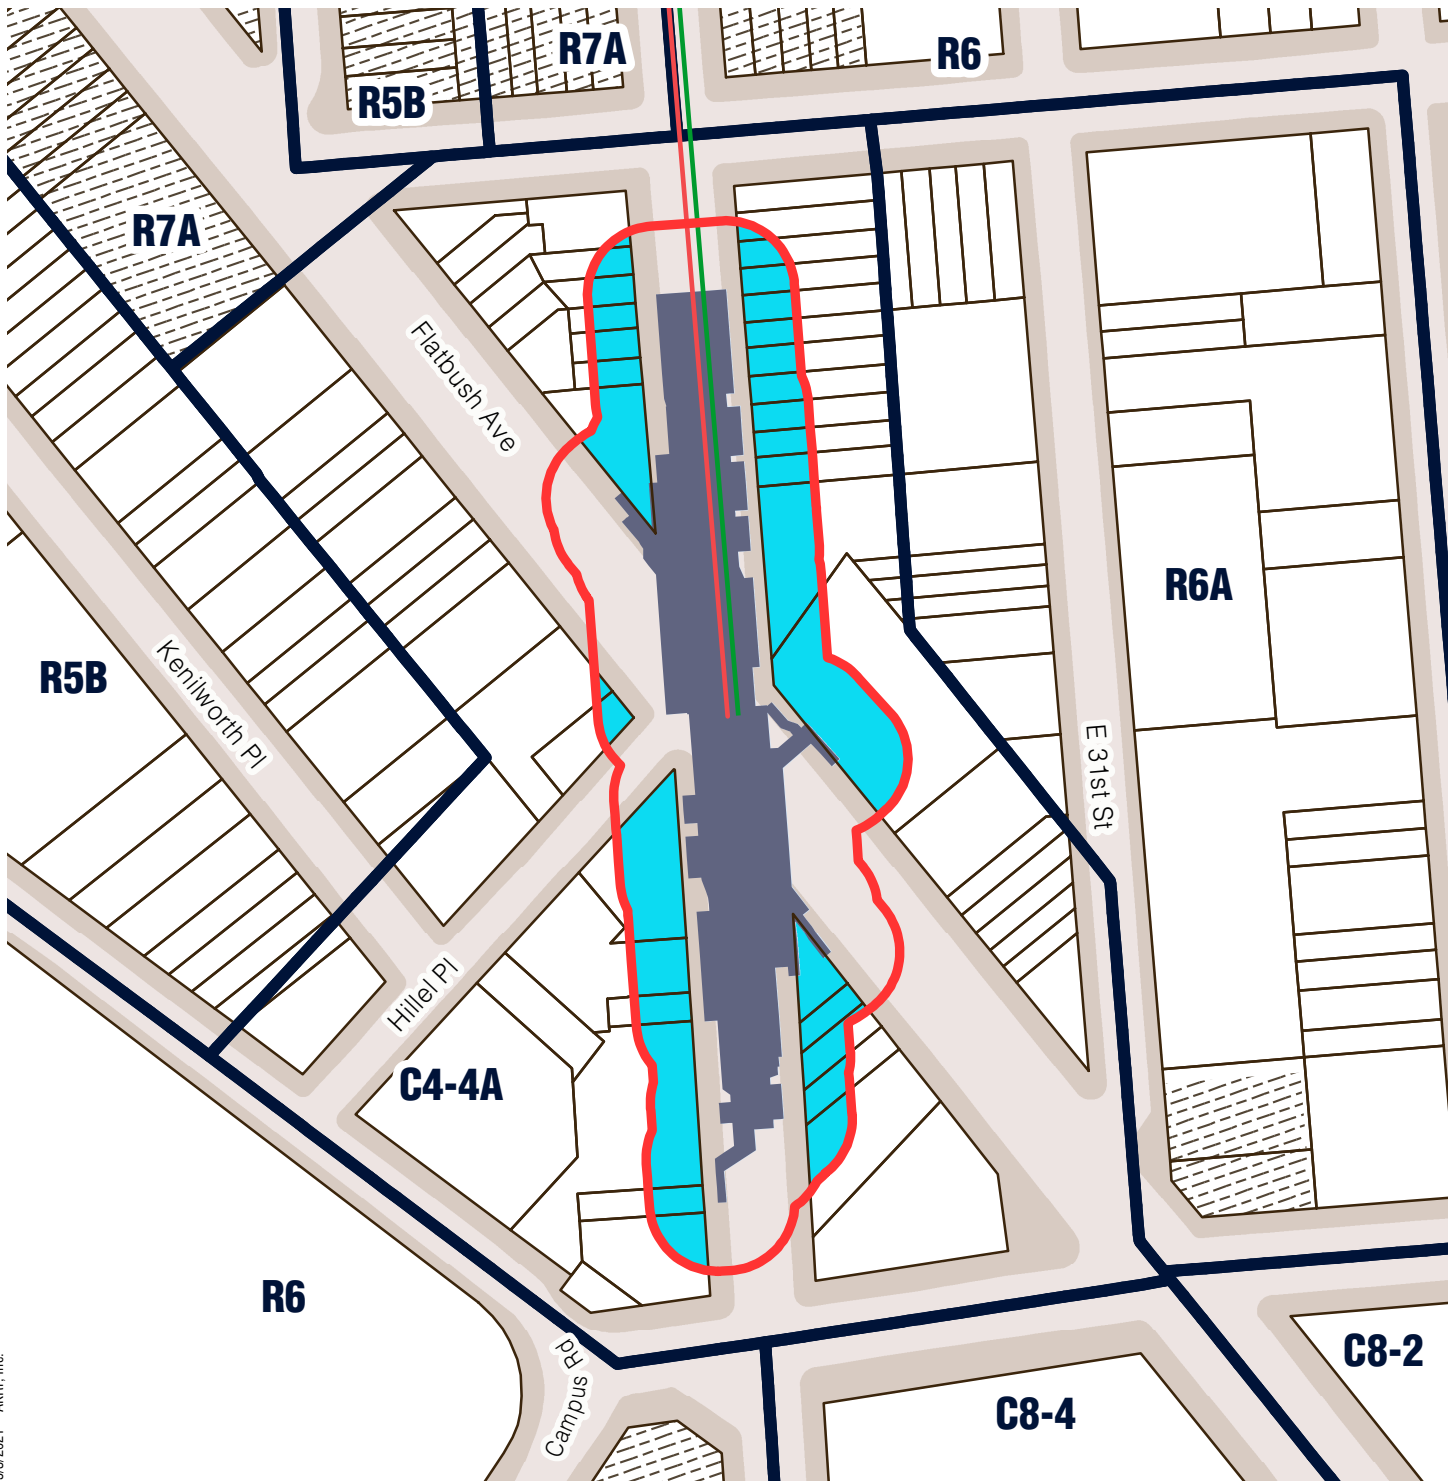 R7A
R6
R5B
R7A
Flatbush Ave
R6A
R5B
Kenilworth Pl
E 31st St
Hillel Pl
C4-4A
R6
Campus Rd
C8-2
C8-4